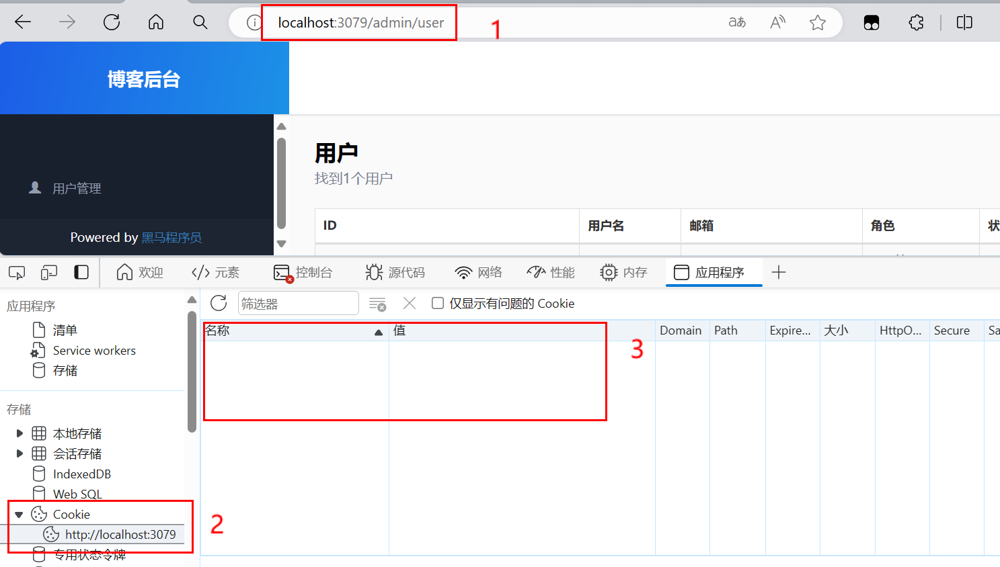 localhost:3079/admin/user
1
博客后台
用户管理
Powered by 黑马程序员
用户
找到1个用户
ID 用户名 邮箱 角色 状
欢迎 元素 控制台 源代码 网络 性能 内存 应用程序
应用程序
清单
Service workers
存储
存储
本地存储
会话存储
IndexedDB
Web SQL
Cookie
http://localhost:3079
专用状态令牌
2
筛选器 仅显示有问题的 Cookie
名称 值 Domain Path Expire... 大小 HttpO... Secure Sa
3